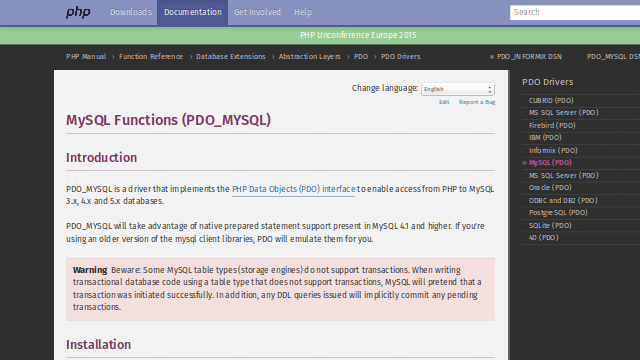 php Downloads Documentation Get Involved Help Search
PHP Unconference Europe 2015
PHP Manual › Function Reference › Database Extensions › Abstraction Layers › PDO › PDO Drivers « PDO_INFORMIX DSN PDO_MYSQL DSN
Change language: English
Edit Report a Bug
MySQL Functions (PDO_MYSQL)
Introduction
PDO_MYSQL is a driver that implements the PHP Data Objects (PDO) interface to enable access from PHP to MySQL
3.x, 4.x and 5.x databases.
PDO_MYSQL will take advantage of native prepared statement support present in MySQL 4.1 and higher. If you're
using an older version of the mysql client libraries, PDO will emulate them for you.
Warning Beware: Some MySQL table types (storage engines) do not support transactions. When writing
transactional database code using a table type that does not support transactions, MySQL will pretend that a
transaction was initiated successfully. In addition, any DDL queries issued will implicitly commit any pending
transactions.
Installation
PDO Drivers
CUBRID (PDO)
MS SQL Server (PDO)
Firebird (PDO)
IBM (PDO)
Informix (PDO)
» MySQL (PDO)
MS SQL Server (PDO)
Oracle (PDO)
ODBC and DB2 (PDO)
PostgreSQL (PDO)
SQLite (PDO)
4D (PDO)